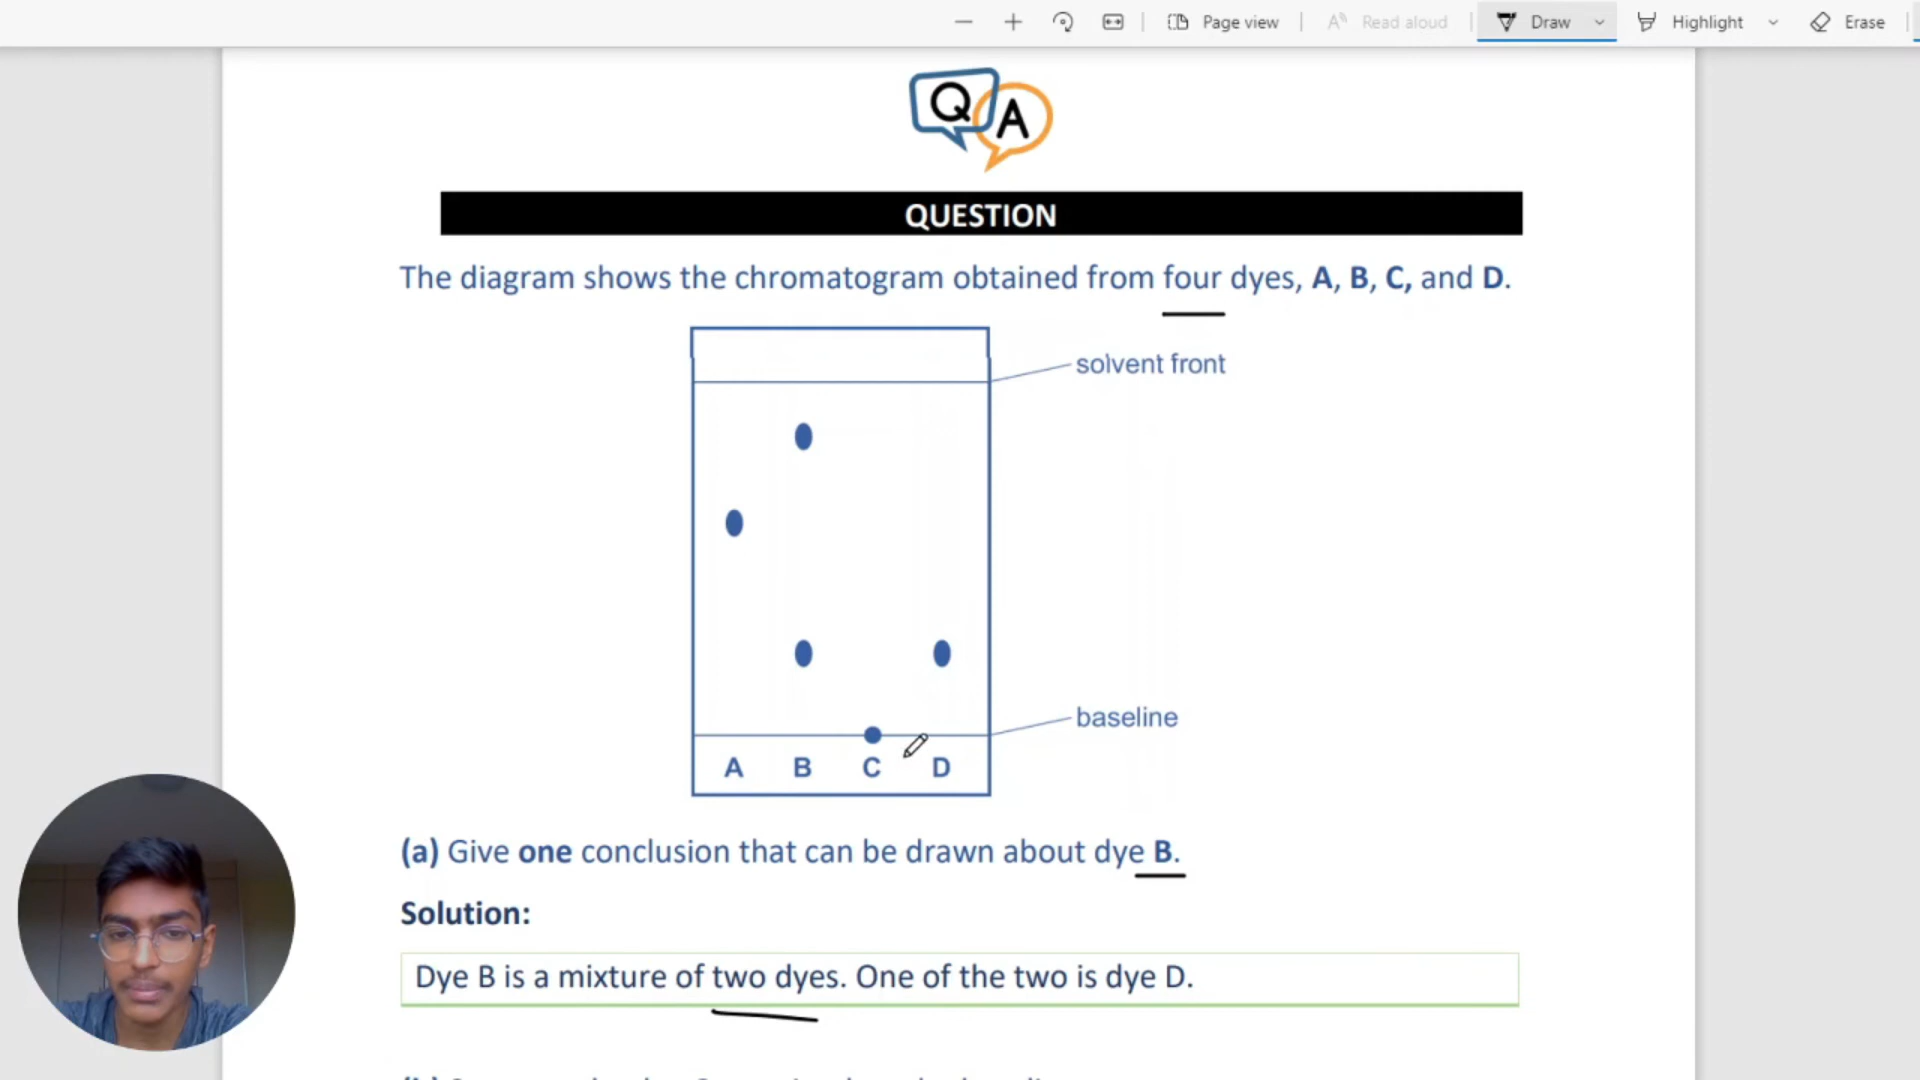 Page view
Read aloud
Draw
Highlight
Erase
Q A
QUESTION
The diagram shows the chromatogram obtained from four dyes, A, B, C, and D.
solvent front
baseline
A B C D
(a) Give one conclusion that can be drawn about dye B.
Solution:
Dye B is a mixture of two dyes. One of the two is dye D.